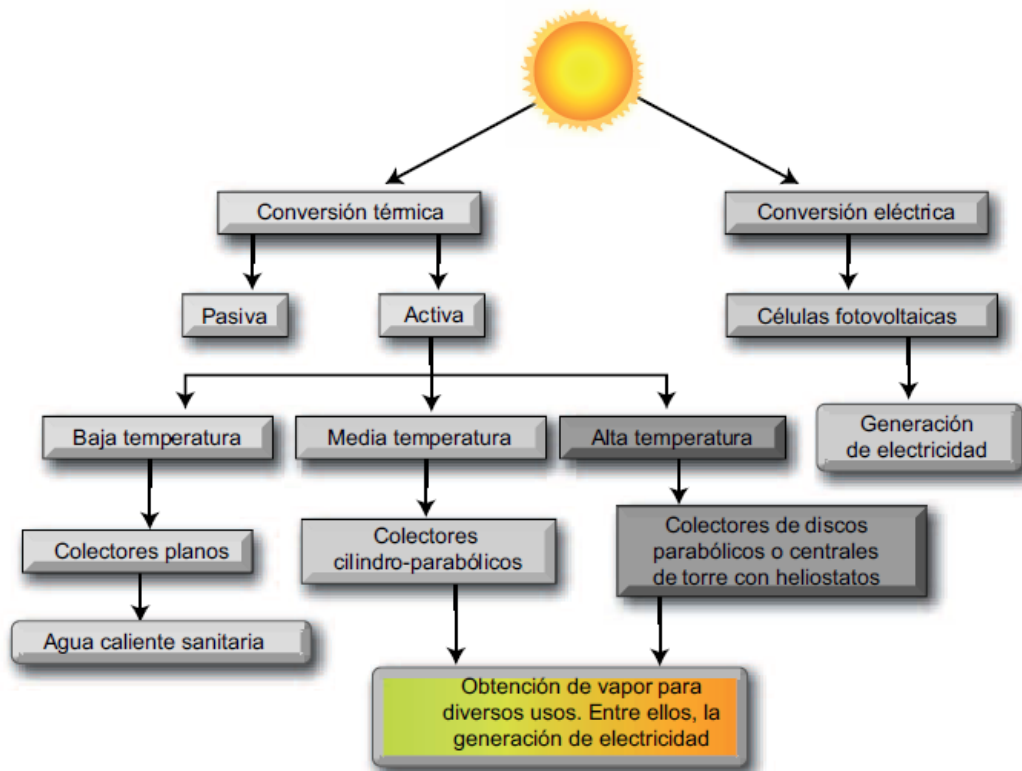 Conversión térmica
Conversión eléctrica
Pasiva
Activa
Células fotovoltaicas
Baja temperatura
Media temperatura
Alta temperatura
Generación
de electricidad
Colectores planos
Colectores
cilindro-parabólicos
Colectores de discos
parabólicos o centrales
de torre con heliostatos
Agua caliente sanitaria
Obtención de vapor para
diversos usos. Entre ellos, la
generación de electricidad